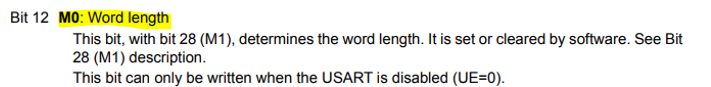 Bit 12 M0: Word length
This bit, with bit 28 (M1), determines the word length. It is set or cleared by software. See Bit
28 (M1) description.
This bit can only be written when the USART is disabled (UE=0).